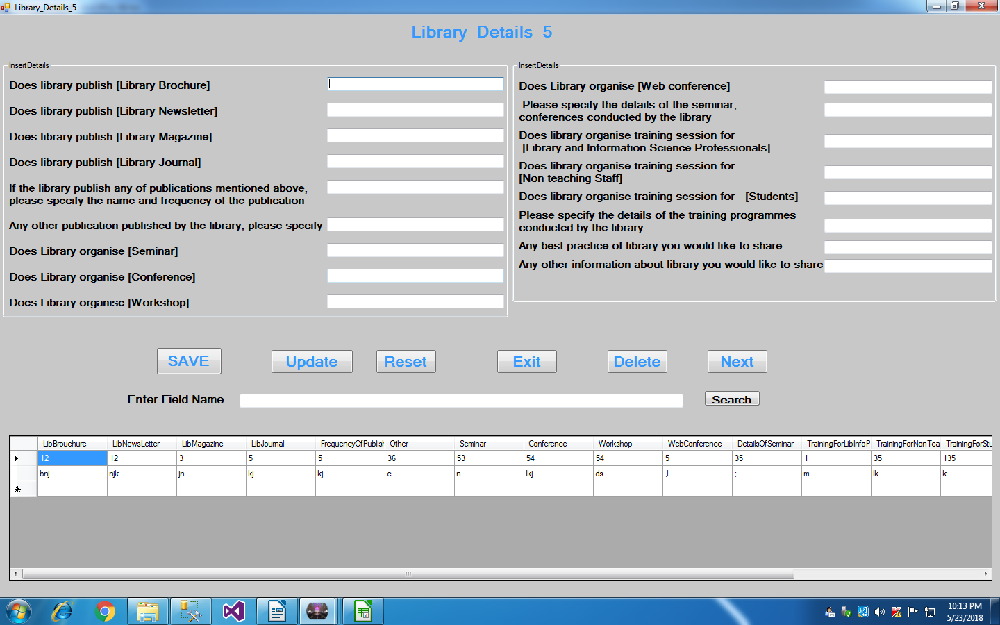 Library_Details_5
Library_Details_5
InsertDetails
Does library publish [Library Brochure]
Does library publish [Library Newsletter]
Does library publish [Library Magazine]
Does library publish [Library Journal]
If the library publish any of publications mentioned above,
please specify the name and frequency of the publication
Any other publication published by the library, please specify
Does Library organise [Seminar]
Does Library organise [Conference]
Does Library organise [Workshop]
InsertDetails
Does Library organise [Web conference]
Please specify the details of the seminar,
conferences conducted by the library
Does library organise training session for
[Library and Information Science Professionals]
Does library organise training session for
[Non teaching Staff]
Does library organise training session for [Students]
Please specify the details of the training programmes
conducted by the library
Any best practice of library you would like to share:
Any other information about library you would like to share
SAVE Update Reset Exit Delete Next
Enter Field Name Search
LibBrouchure LibNewsLetter LibMagazine LibJournal FrequencyOfPublish Other Seminar Conference Workshop WebConference DetailsOfSeminar TrainingForLibInfoP TrainingForNonTea TrainingForStu
12 12 3 5 5 36 53 54 54 5 35 1 35 135
bnj njk jn kj kj c n lkj ds ,l ; m lk k
10:13 PM
5/23/2018